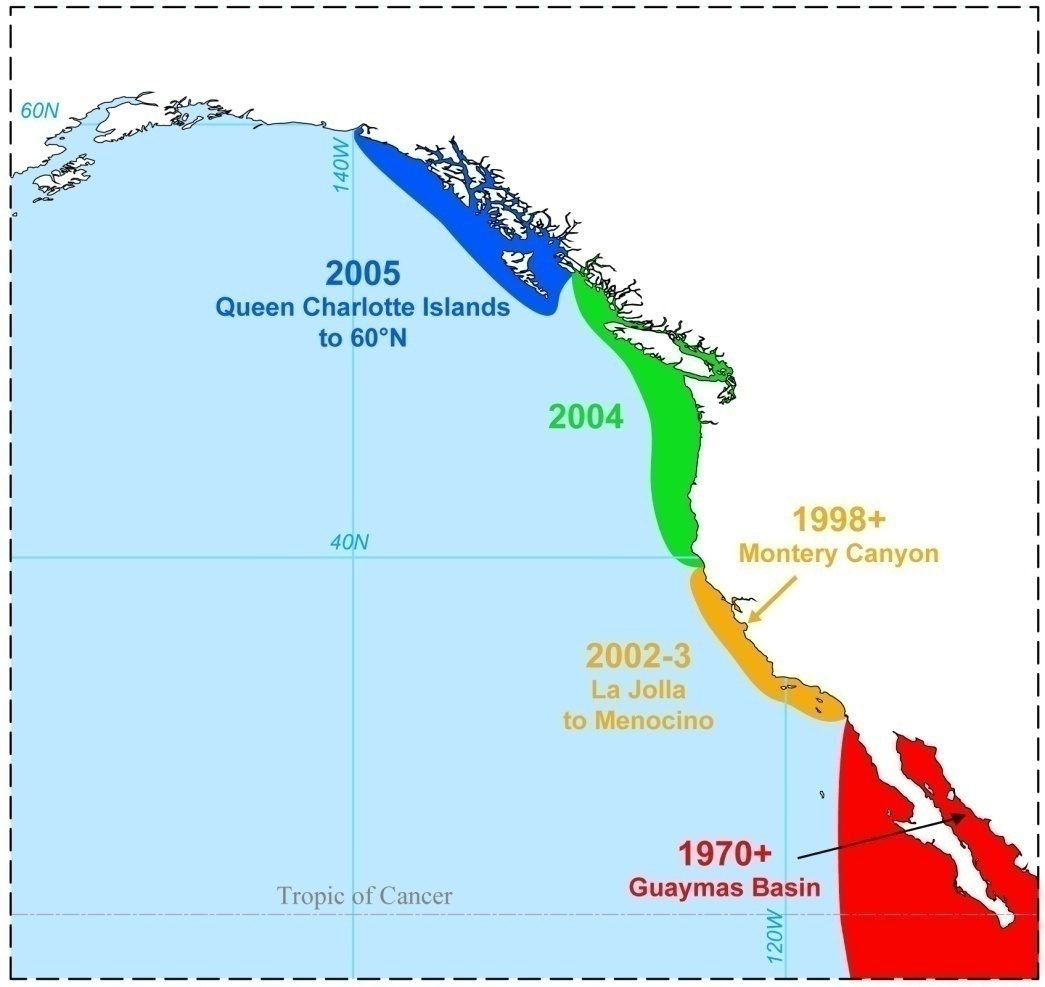 60N
140W
2005
Queen Charlotte Islands
to 60°N
2004
1998+
Montery Canyon
40N
2002-3
La Jolla
to Menocino
1970+
Guaymas Basin
Tropic of Cancer
120W